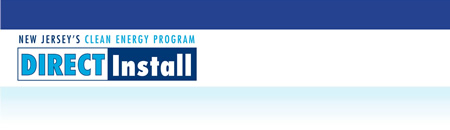 NEW JERSEY'S CLEAN ENERGY PROGRAM
DIRECT Install